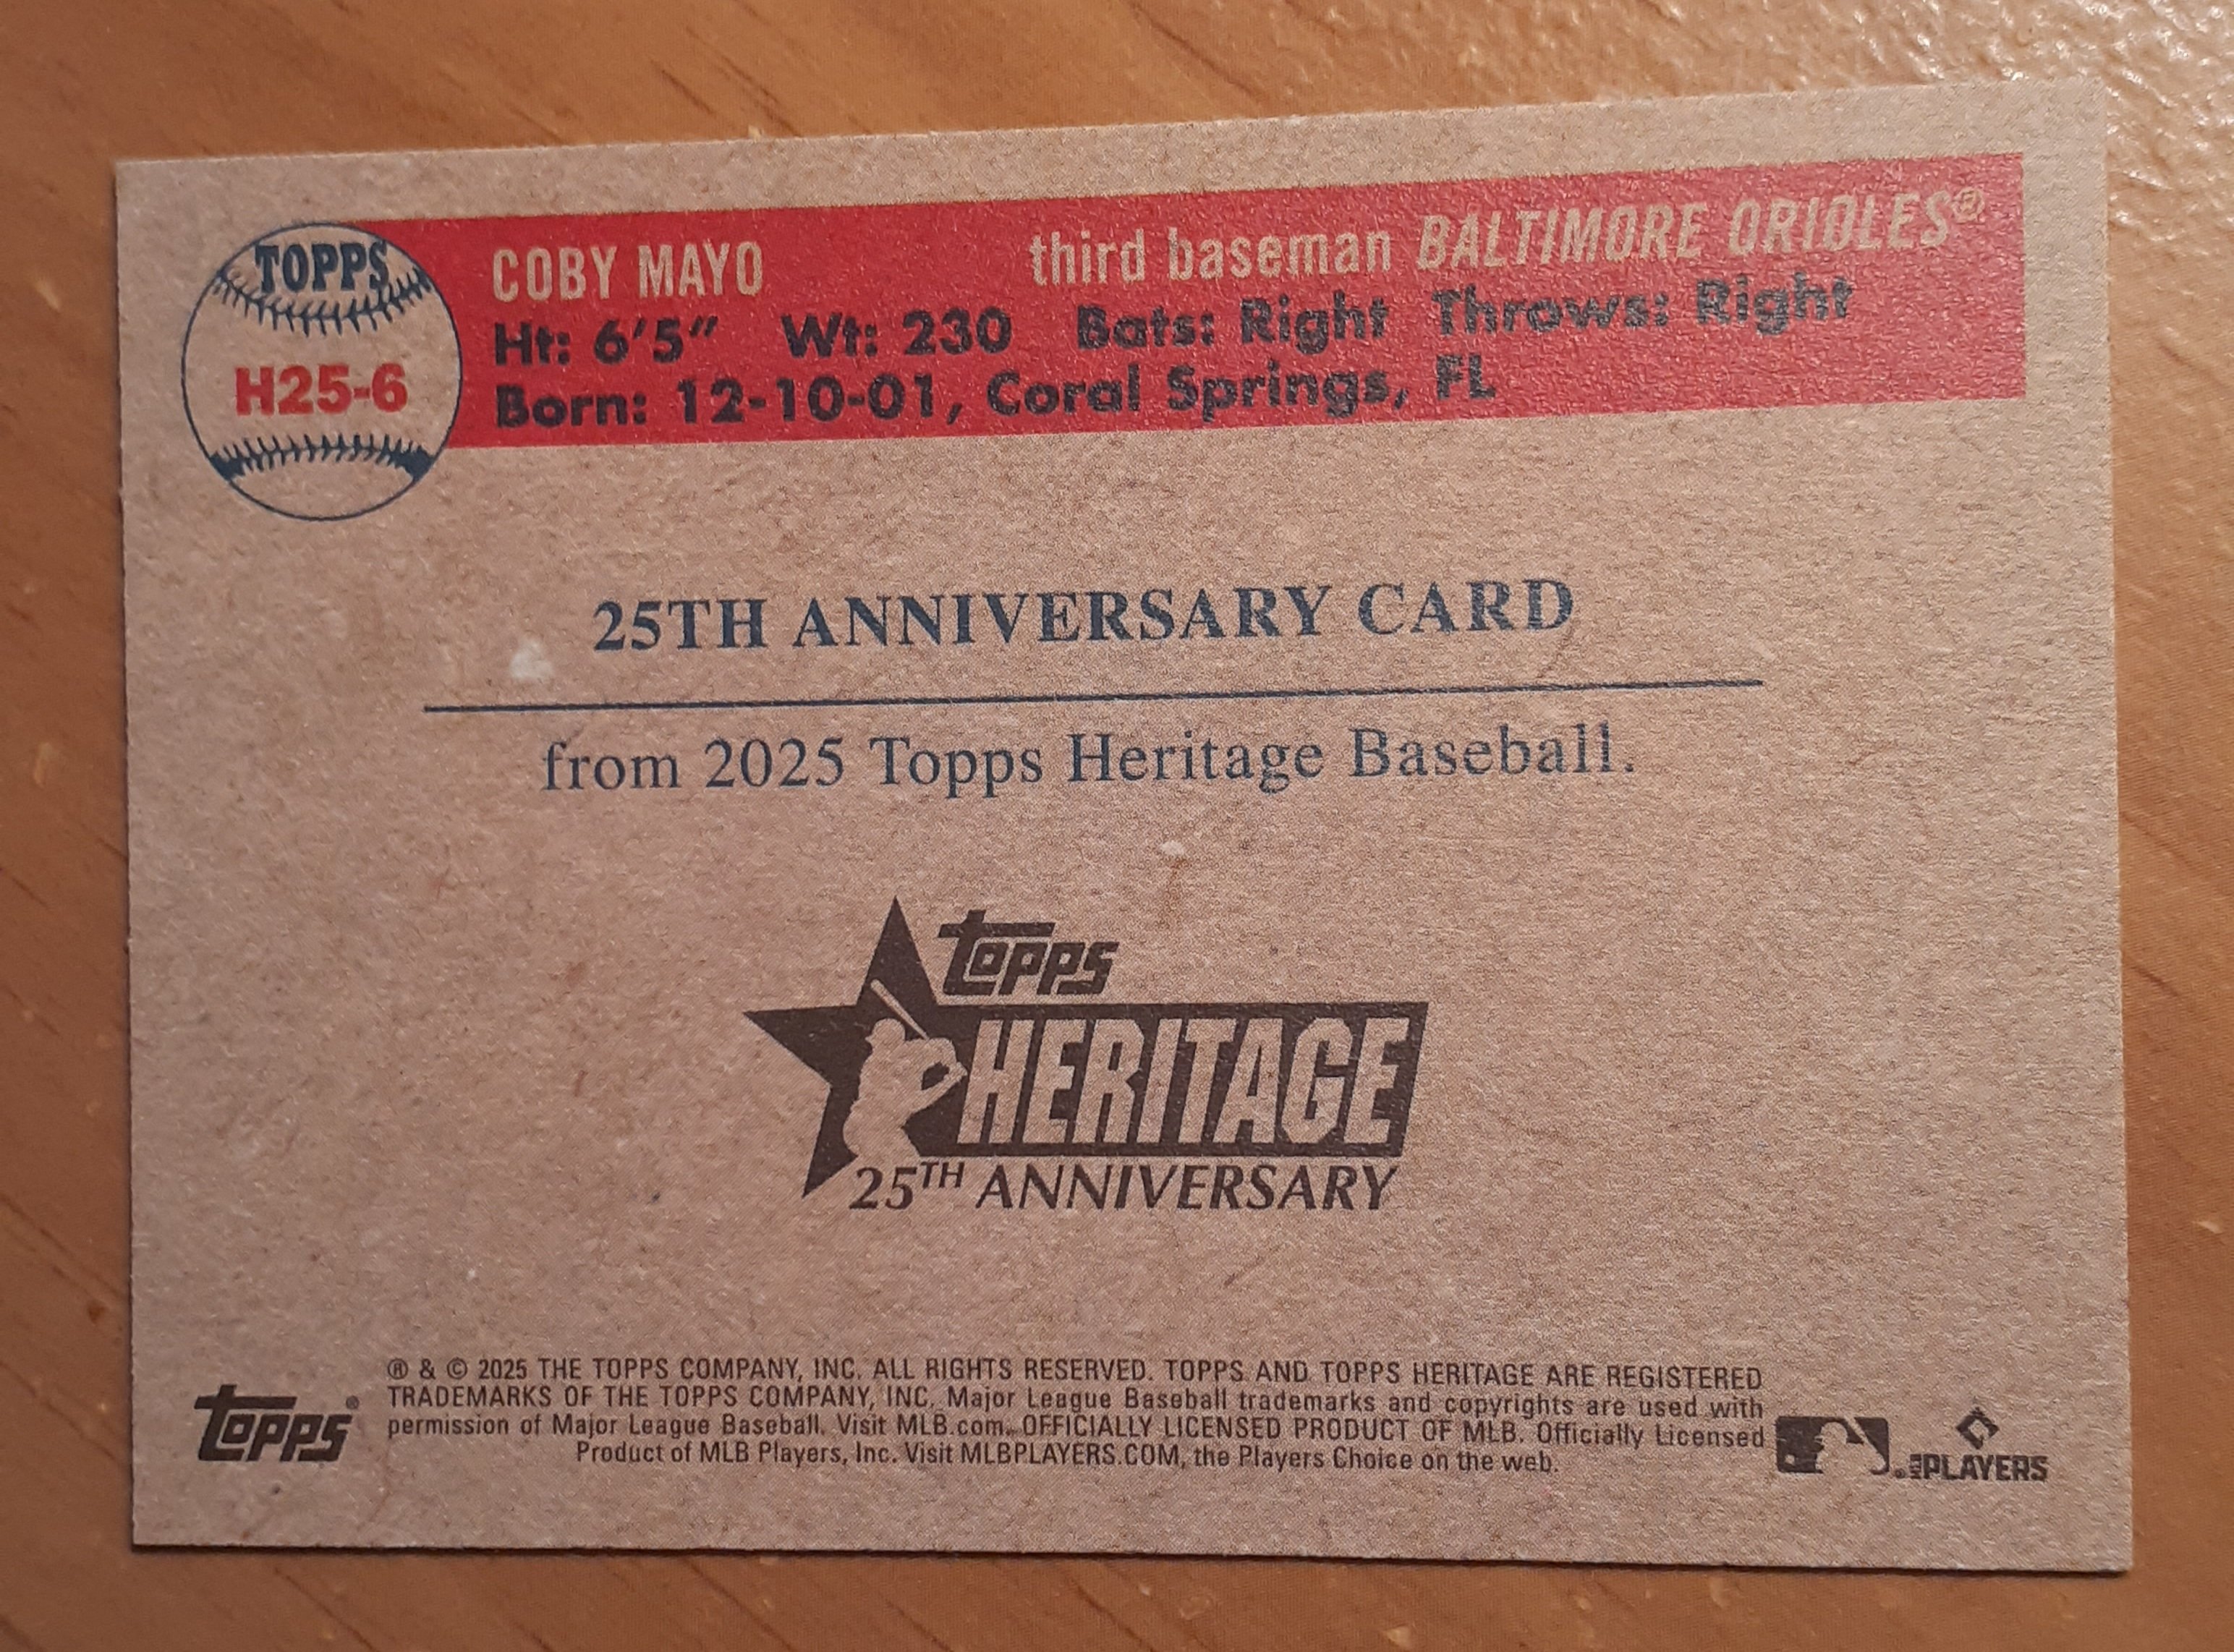 TOPPS
H25-6
COBY MAYO third baseman BALTIMORE ORIOLES®
Ht: 6'5" Wt: 230 Bats: Right Throws: Right
Born: 12-10-01, Coral Springs, FL
25TH ANNIVERSARY CARD
from 2025 Topps Heritage Baseball.
topps
HERITAGE
25TH ANNIVERSARY
® & © 2025 THE TOPPS COMPANY, INC. ALL RIGHTS RESERVED. TOPPS AND TOPPS HERITAGE ARE REGISTERED
TRADEMARKS OF THE TOPPS COMPANY, INC. Major League Baseball trademarks and copyrights are used with
permission of Major League Baseball. Visit MLB.com. OFFICIALLY LICENSED PRODUCT OF MLB. Officially Licensed
Product of MLB Players, Inc. Visit MLBPLAYERS.COM, the Players Choice on the web.
topps®
MLB PLAYERS